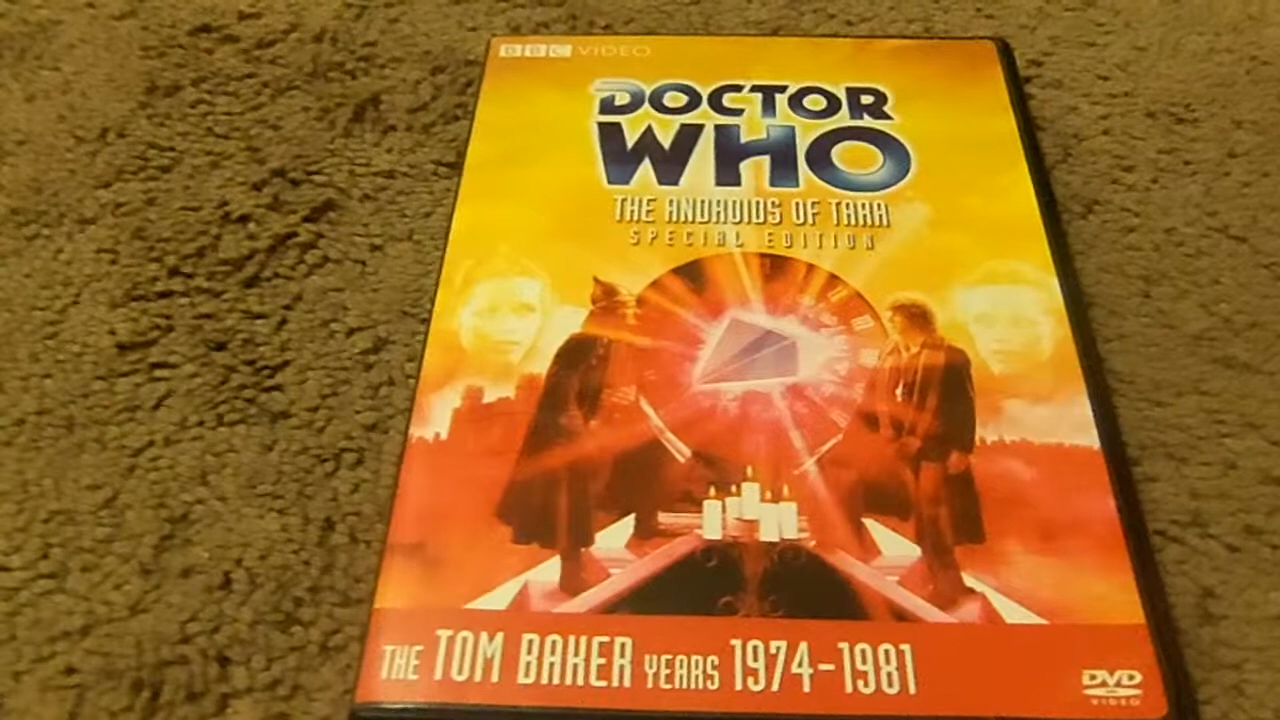 BBC VIDEO
DOCTOR
WHO
THE ANDROIDS OF TARA
SPECIAL EDITION
THE TOM BAKER YEARS 1974-1981
DVD
VIDEO